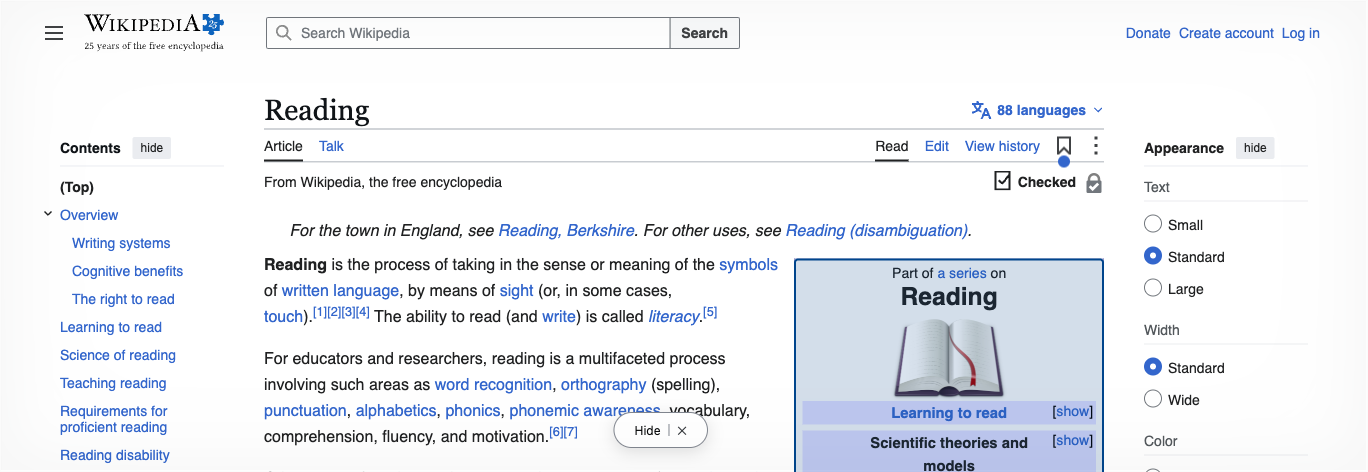 WIKIPEDIA 25
25 years of the free encyclopedia
Search Wikipedia
Search
Donate Create account Log in
Contents hide
(Top)
Overview
Writing systems
Cognitive benefits
The right to read
Learning to read
Science of reading
Teaching reading
Requirements for
proficient reading
Reading disability
Reading
88 languages
Article Talk
Read Edit View history
From Wikipedia, the free encyclopedia
Checked
For the town in England, see Reading, Berkshire. For other uses, see Reading (disambiguation).
Reading is the process of taking in the sense or meaning of the symbols
of written language, by means of sight (or, in some cases,
touch).[1][2][3][4] The ability to read (and write) is called literacy.[5]
For educators and researchers, reading is a multifaceted process
involving such areas as word recognition, orthography (spelling),
punctuation, alphabetics, phonics, phonemic awareness, vocabulary,
comprehension, fluency, and motivation.[6][7]
Hide
Part of a series on
Reading
Learning to read [show]
Scientific theories and [show]
models
Appearance hide
Text
Small
Standard
Large
Width
Standard
Wide
Color